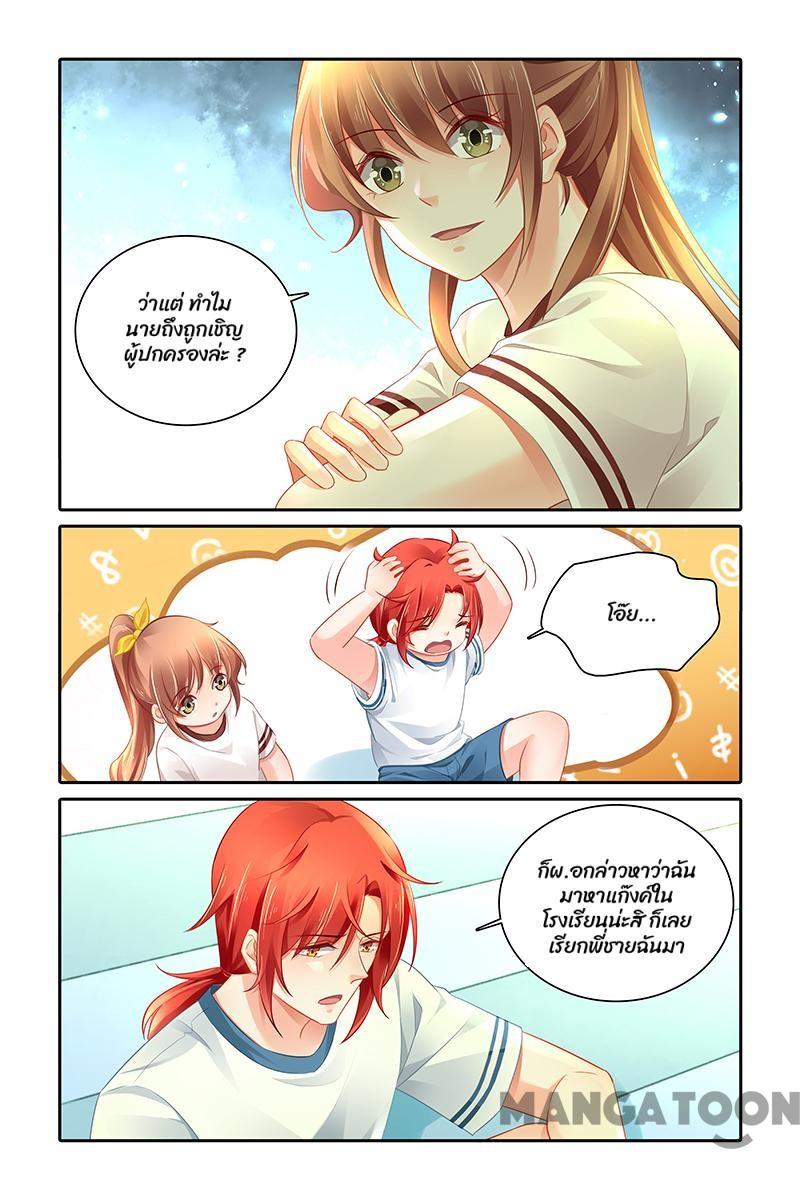 ว่าแต่ ทำไม
นายถึงถูกเชิญ
ผู้ปกครองล่ะ ?
โอ๊ย...
ก็ผ.อกล่าวหาว่าฉัน
มาหาแก๊งค์ใน
โรงเรียนน่ะสิ ก็เลย
เรียกพี่ชายฉันมา
MANGATOON